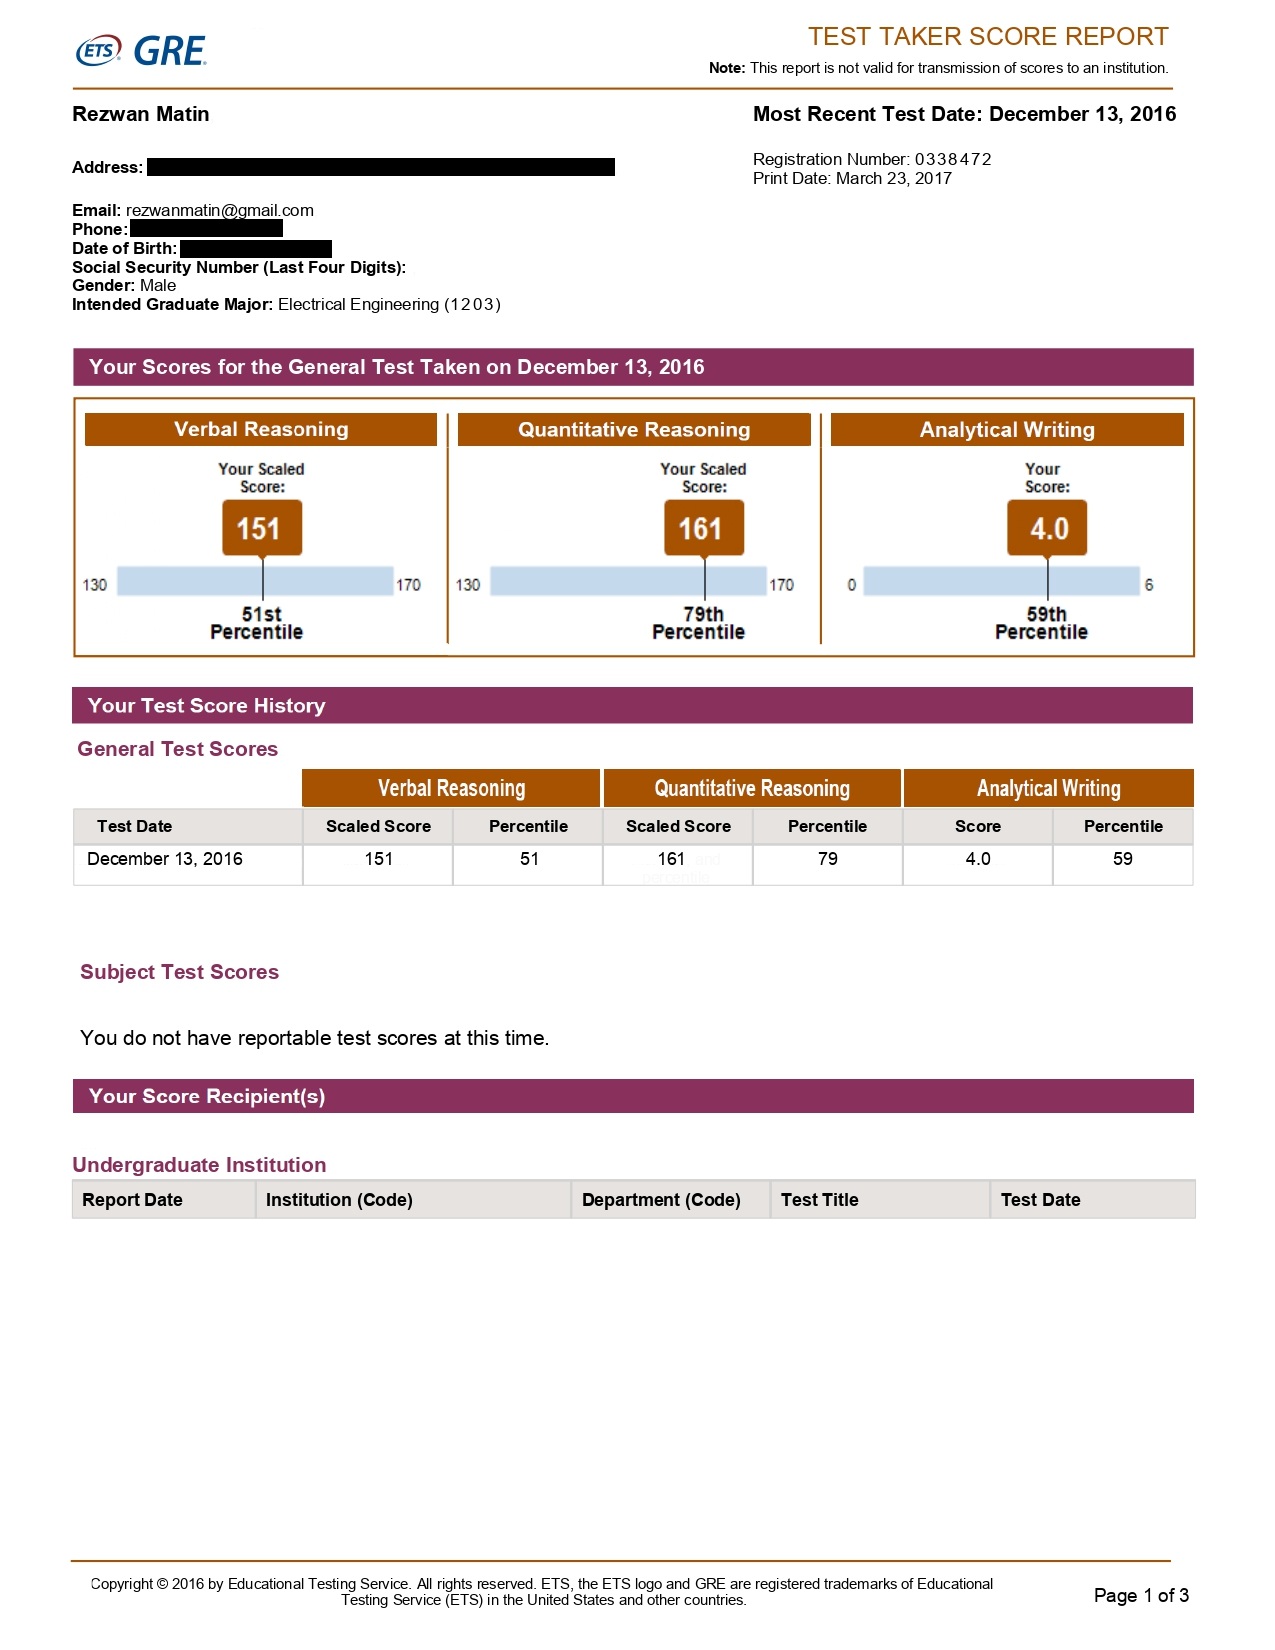 ETS GRE
TEST TAKER SCORE REPORT
Note: This report is not valid for transmission of scores to an institution.
Rezwan Matin
Most Recent Test Date: December 13, 2016
Address:
Registration Number: 0338472
Print Date: March 23, 2017
Email: rezwanmatin@gmail.com
Phone:
Date of Birth:
Social Security Number (Last Four Digits):
Gender: Male
Intended Graduate Major: Electrical Engineering (1203)
Your Scores for the General Test Taken on December 13, 2016
Verbal Reasoning
Your Scaled
Score:
151
130
170
51st
Percentile
Quantitative Reasoning
Your Scaled
Score:
161
130
170
79th
Percentile
Analytical Writing
Your
Score:
4.0
0
6
59th
Percentile
Your Test Score History
General Test Scores
Verbal Reasoning Quantitative Reasoning Analytical Writing
Test Date Scaled Score Percentile Scaled Score Percentile Score Percentile
December 13, 2016 151 51 161 79 4.0 59
Subject Test Scores
You do not have reportable test scores at this time.
Your Score Recipient(s)
Undergraduate Institution
Report Date Institution (Code) Department (Code) Test Title Test Date
Copyright © 2016 by Educational Testing Service. All rights reserved. ETS, the ETS logo and GRE are registered trademarks of Educational
Testing Service (ETS) in the United States and other countries.
Page 1 of 3